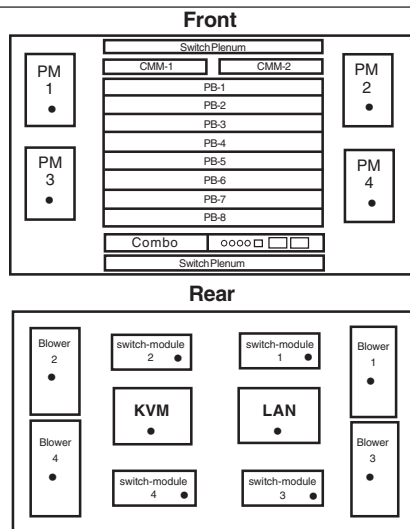 Front
Switch Plenum
CMM-1 CMM-2
PM
1
PM
2
PB-1
PB-2
PB-3
PB-4
PB-5
PB-6
PB-7
PB-8
PM
3
PM
4
Combo
Switch Plenum
Rear
Blower
2
switch-module
2
switch-module
1
Blower
1
KVM
LAN
Blower
4
Blower
3
switch-module
4
switch-module
3